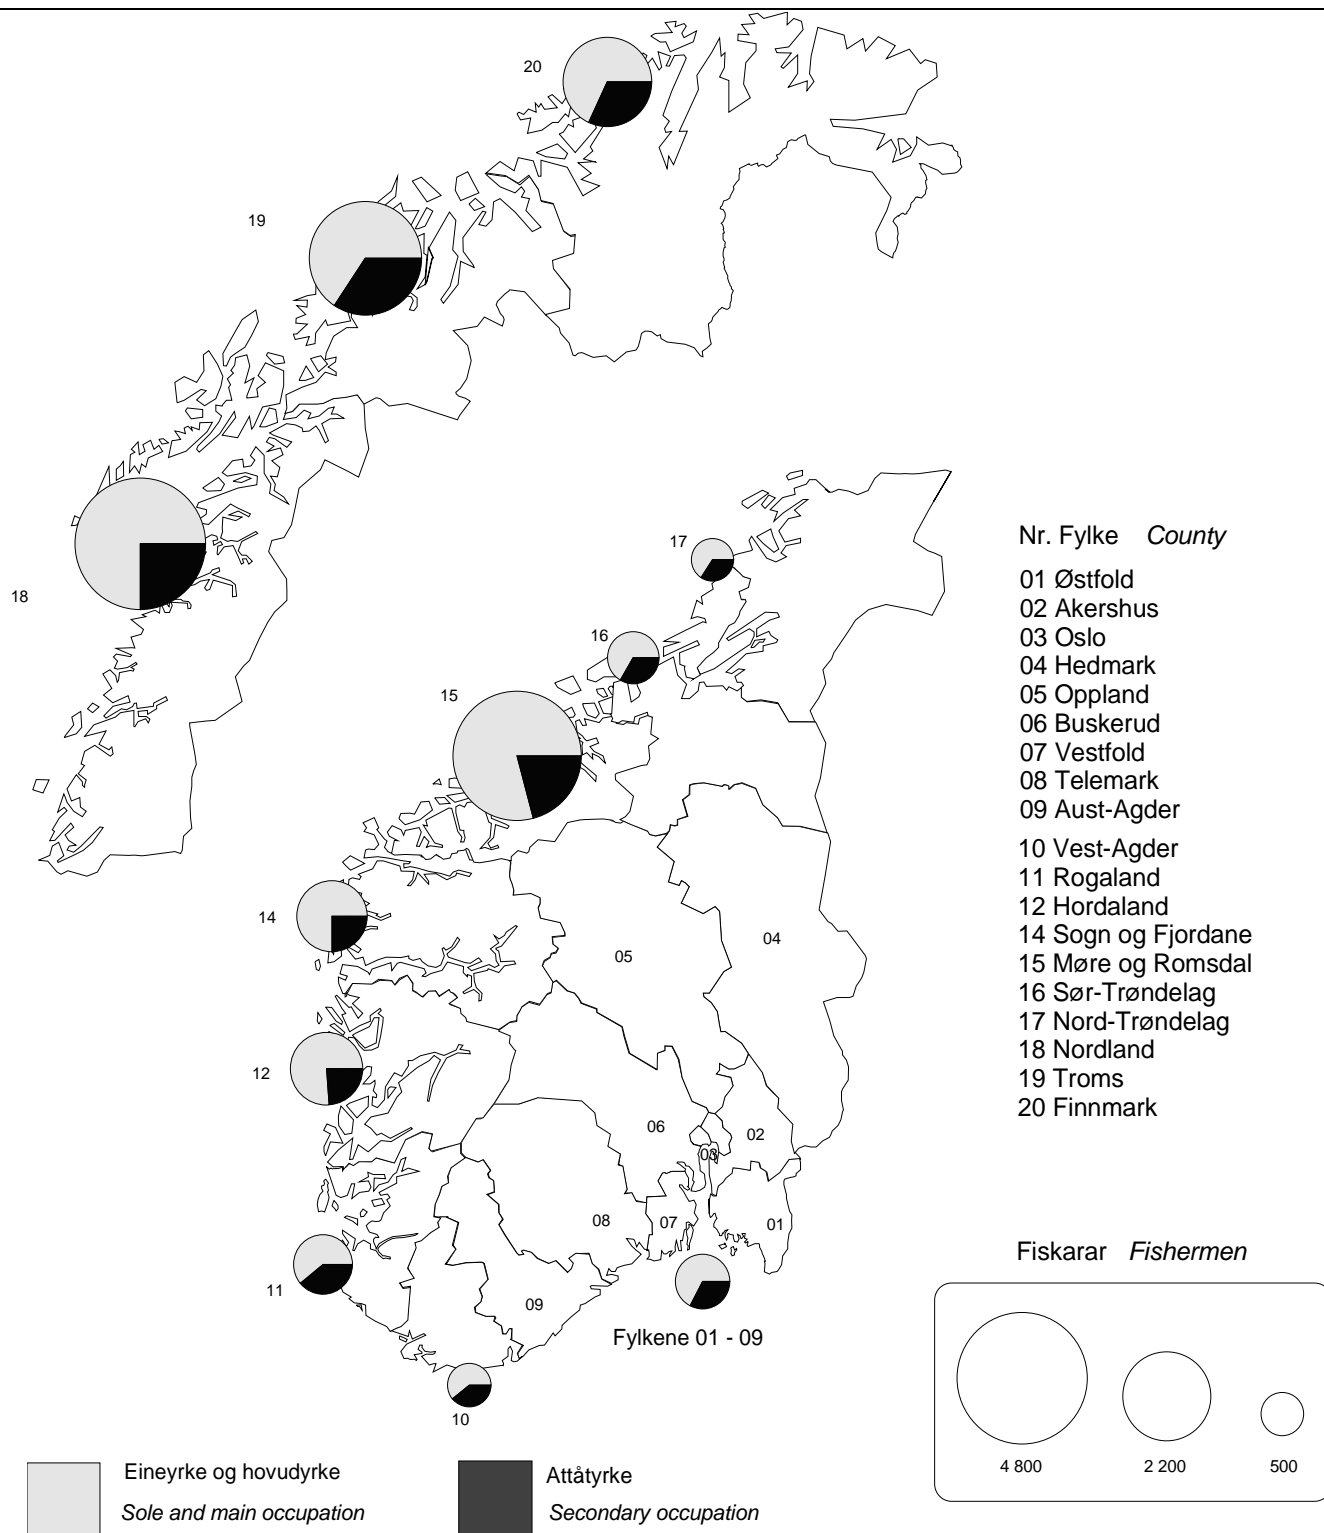 20
19
18
17
16
15
14
12
11
10
05
04
06
02
03
08
07
01
09
Fylkene 01 - 09
Nr. Fylke County
01 Østfold
02 Akershus
03 Oslo
04 Hedmark
05 Oppland
06 Buskerud
07 Vestfold
08 Telemark
09 Aust-Agder
10 Vest-Agder
11 Rogaland
12 Hordaland
14 Sogn og Fjordane
15 Møre og Romsdal
16 Sør-Trøndelag
17 Nord-Trøndelag
18 Nordland
19 Troms
20 Finnmark
Fiskarar Fishermen
4 800 2 200 500
Eineyrke og hovudyrke
Sole and main occupation
Attåtyrke
Secondary occupation